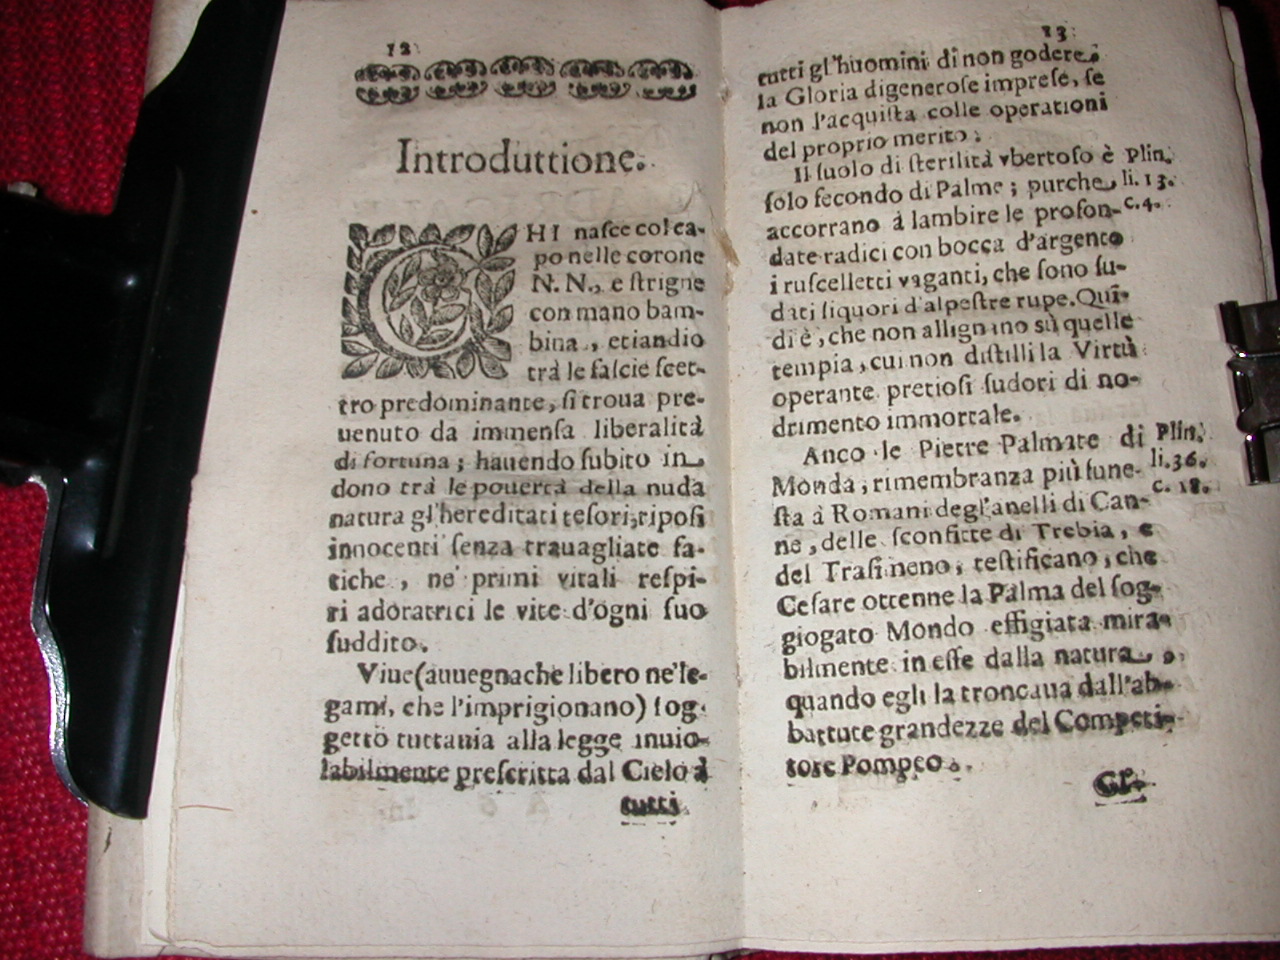 12
Introduttione.
CHI nasce col ca-
po nelle corone
N. N., e strigne
con mano bam-
bina, etiandio
trà le fascie scet-
tro predominante, si troua pre-
uenuto da immensa liberalità
di fortuna; hauendo subito in
dono trà le pouertà della nuda
natura gl'hereditati tesori, riposi
innocenti senza trauagliate fa-
tiche, ne' primi vitali respi-
ri adoratrici le vite d'ogni suo
suddito.
Viue (auuegnache libero ne' le-
gami, che l'imprigionano) sog-
getto tuttauia alla legge inuio-
labilmente prescritta dal Cielo à
tutti
13
tutti gl'huomini di non godere,
la Gloria di generose imprese, se
non l'acquista colle operationi
del proprio merito.
Il suolo di sterilità vbertoso è
solo fecondo di Palme; purche,
accorrano à lambire le profon-
date radici con bocca d'argento
i ruscelletti vaganti, che sono su-
dati liquori d'alpestre rupe. Quĩ-
di è, che non allignano sù quelle
tempia, cui non distilli la Virtù
operante pretiosi sudori di no-
drimento immortale.
Anco le Pietre Palmate di
Monda, rimembranza più fune-
sta à Romani degl'anelli di Can-
ne, delle sconfitte di Trebia, e
del Trasimeno, testificano, che
Cesare ottenne la Palma del sog-
giogato Mondo effigiata mira-
bilmente in esse dalla natura,
quando egli la troncaua dall'ab-
battute grandezze del Competi-
tore Pompeo.
Plin.
li. 13.
c. 4.
Plin.
li. 36.
c. 18.